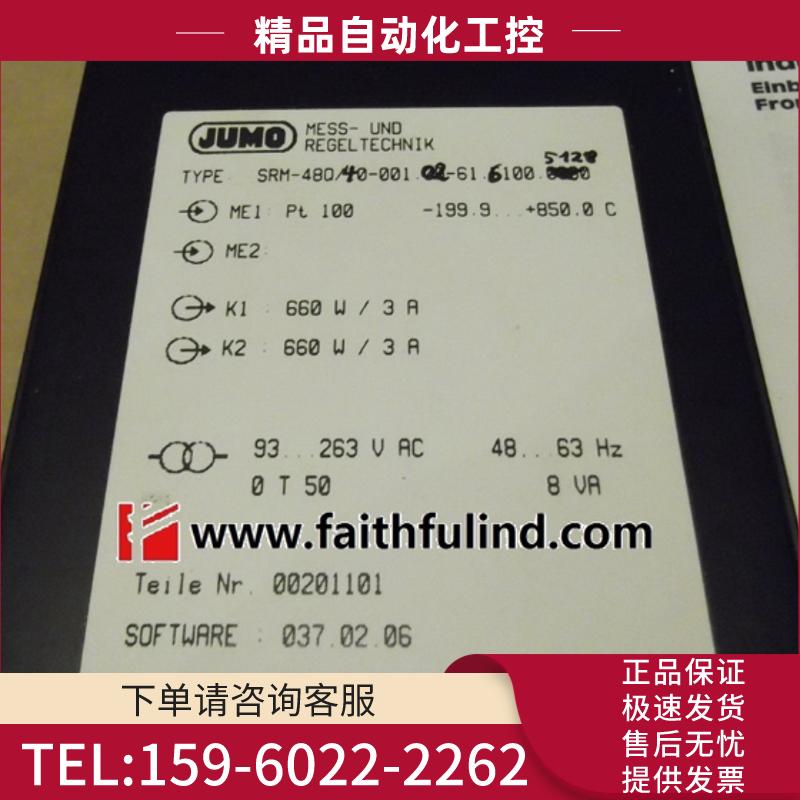 精品自动化工控
Indu
Einb
Fron
JUMO
MESS- UND
REGELTECHNIK
5128
TYPE SRM-48D/40-001.02-61.6100.
ME1: Pt 100 -199.9...+850.0 C
ME2:
K1 : 660 W / 3 A
K2 : 660 W / 3 A
93...263 V AC 48...63 Hz
0 T 50 8 VA
www.faithfulind.com
Teile Nr. 00201101
SOFTWARE : 037.02.06
下单请咨询客服
TEL:159-6022-2262
正品保证
极速发货
售后无忧
提供发票